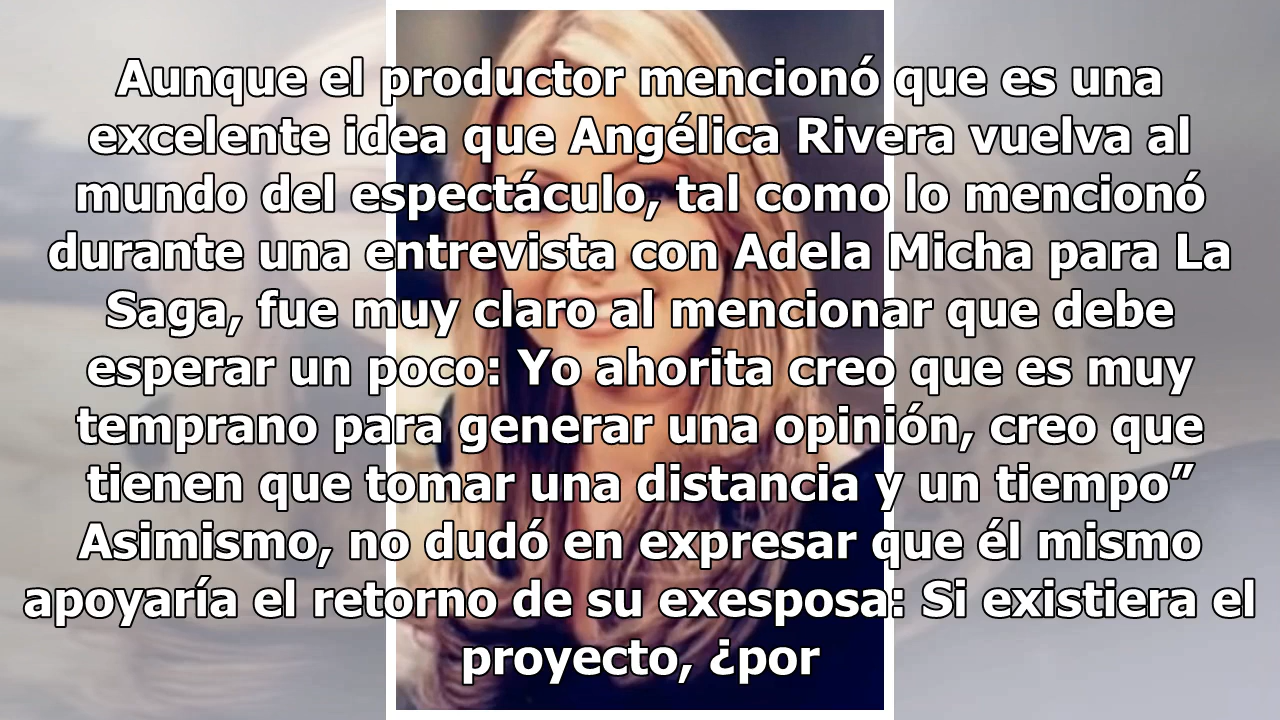 Aunque el productor mencionó que es una
excelente idea que Angélica Rivera vuelva al
mundo del espectáculo, tal como lo mencionó
durante una entrevista con Adela Micha para La
Saga, fue muy claro al mencionar que debe
esperar un poco: Yo ahorita creo que es muy
temprano para generar una opinión, creo que
tienen que tomar una distancia y un tiempo”
Asimismo, no dudó en expresar que él mismo
apoyaría el retorno de su exesposa: Si existiera el
proyecto, ¿por